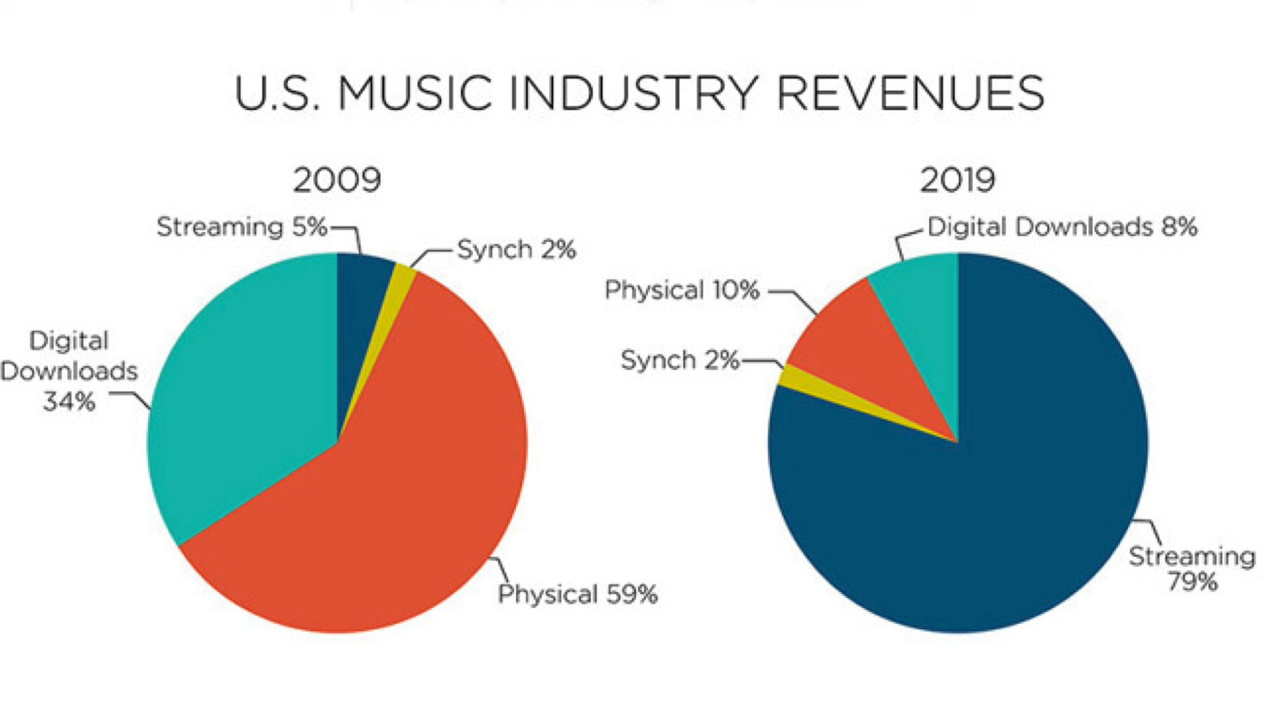 U.S. MUSIC INDUSTRY REVENUES
2009
Streaming 5%
Synch 2%
Digital
Downloads
34%
Physical 59%
2019
Digital Downloads 8%
Physical 10%
Synch 2%
Streaming
79%